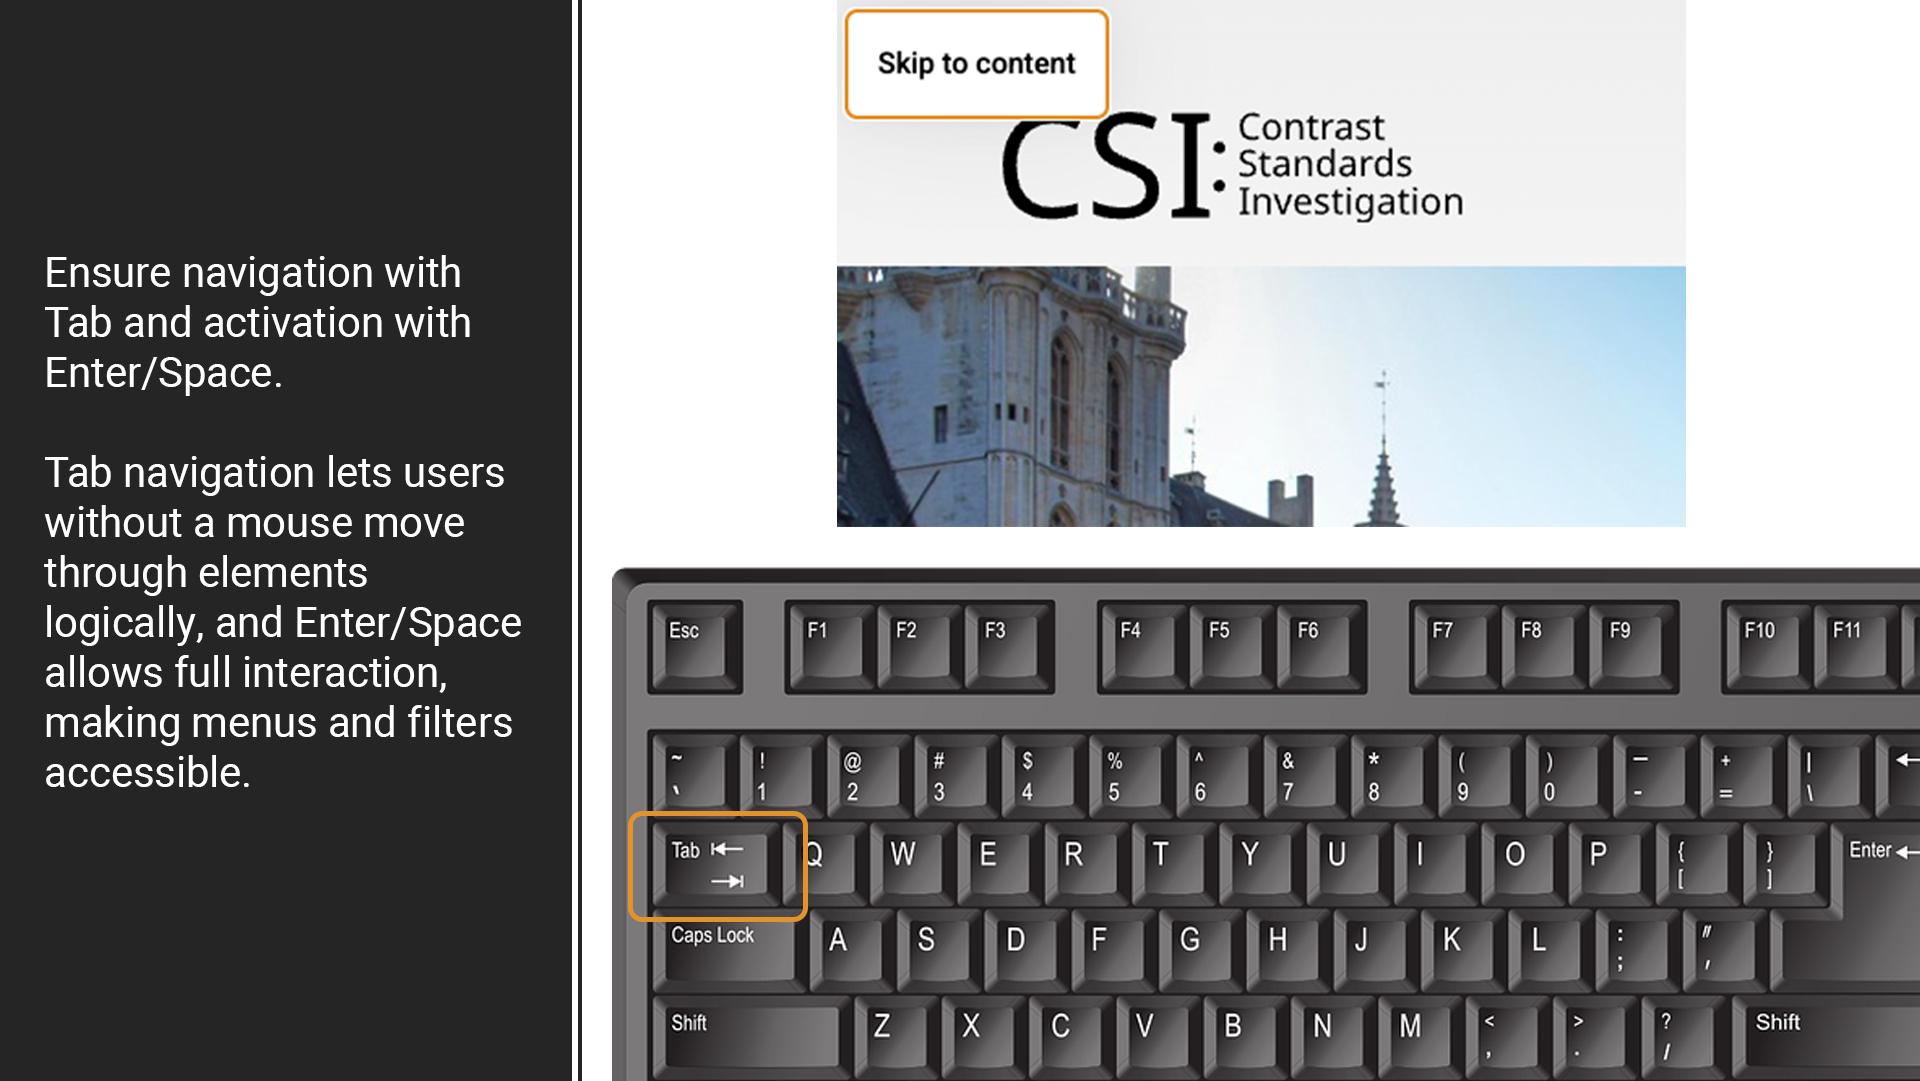 Ensure navigation with
Tab and activation with
Enter/Space.
Tab navigation lets users
without a mouse move
through elements
logically, and Enter/Space
allows full interaction,
making menus and filters
accessible.
Skip to content
CSI: Contrast
Standards
Investigation
Esc F1 F2 F3 F4 F5 F6 F7 F8 F9 F10 F11
~ ! @ # $ % ^ & * ( ) — + |
` 1 2 3 4 5 6 7 8 9 0 - = \ ←
Tab Q W E R T Y U I O P { } Enter ←
[ ]
Caps Lock A S D F G H J K L : "
; '
Shift Z X C V B N M < > ? Shift
, . /